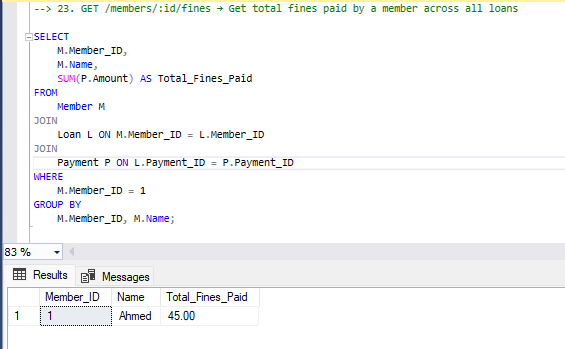 --> 23. GET /members/:id/fines → Get total fines paid by a member across all loans
SELECT
M.Member_ID,
M.Name,
SUM(P.Amount) AS Total_Fines_Paid
FROM
Member M
JOIN
Loan L ON M.Member_ID = L.Member_ID
JOIN
Payment P ON L.Payment_ID = P.Payment_ID
WHERE
M.Member_ID = 1
GROUP BY
M.Member_ID, M.Name;
83 %
Results Messages
Member_ID Name Total_Fines_Paid
1 1 Ahmed 45.00